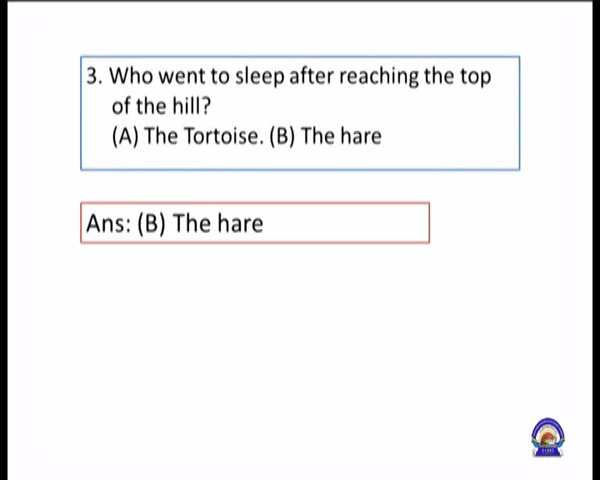 3. Who went to sleep after reaching the top
of the hill?
(A) The Tortoise. (B) The hare
Ans: (B) The hare